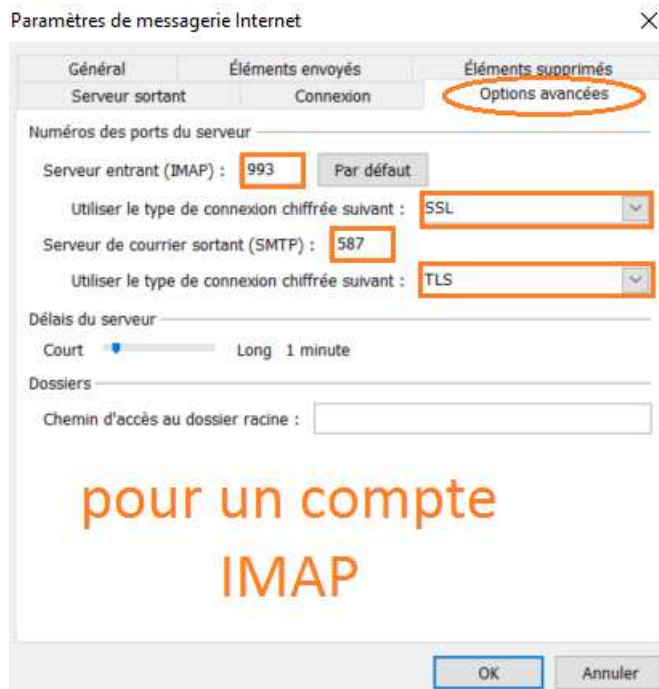 Paramètres de messagerie Internet
Général Éléments envoyés Éléments supprimés
Serveur sortant Connexion Options avancées
Numéros des ports du serveur
Serveur entrant (IMAP) : 993 Par défaut
Utiliser le type de connexion chiffrée suivant : SSL
Serveur de courrier sortant (SMTP) : 587
Utiliser le type de connexion chiffrée suivant : TLS
Délais du serveur
Court Long 1 minute
Dossiers
Chemin d'accès au dossier racine :
pour un compte
IMAP
OK Annuler